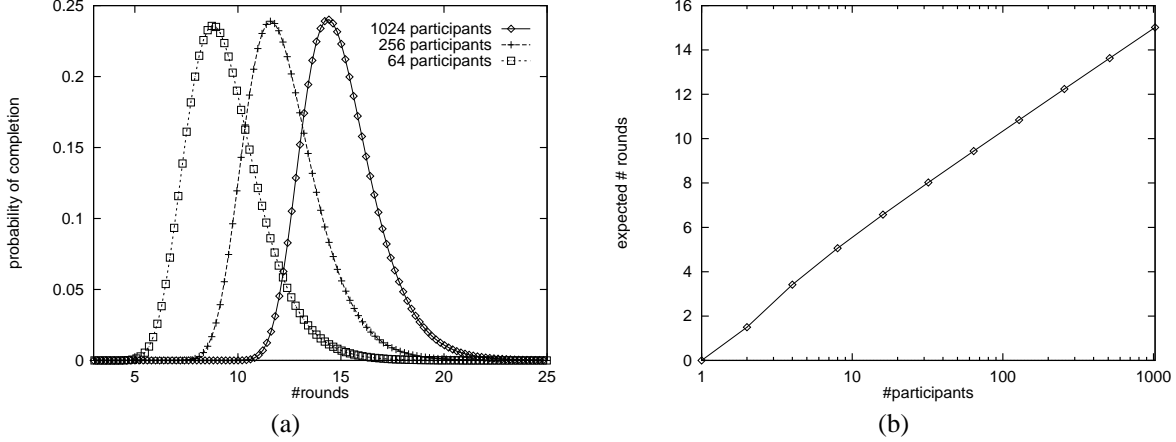 0.25
0.2
0.15
0.1
0.05
0
probability of completion
1024 participants
256 participants
64 participants
5
10
15
20
25
#rounds
(a)
16
14
12
10
8
6
4
2
0
expected # rounds
1
10
100
1000
#participants
(b)